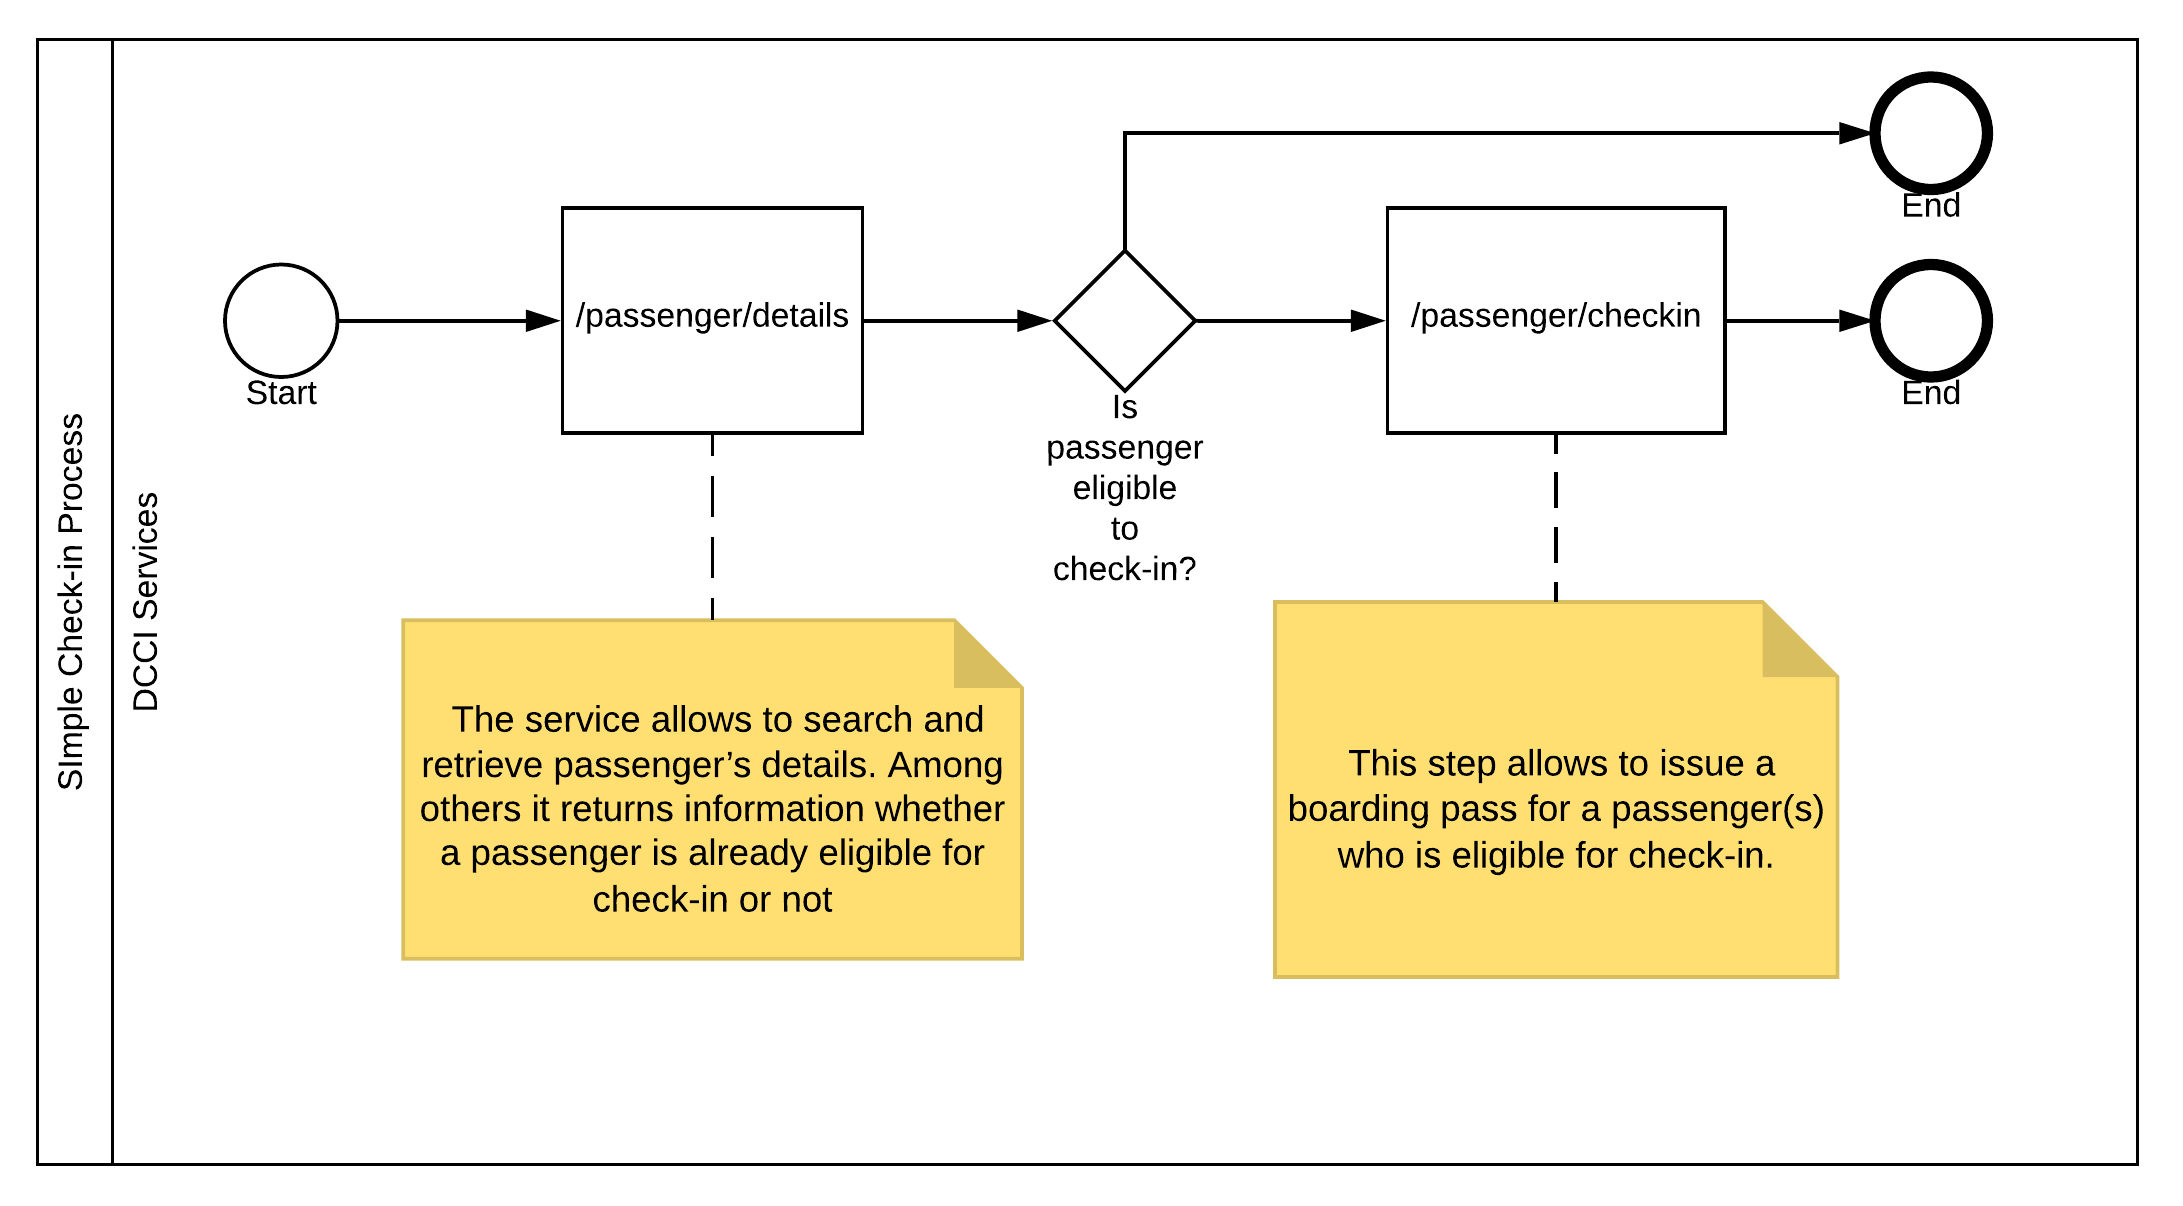 SImple Check-in Process
DCCI Services
Start
/passenger/details
Is
passenger
eligible
to
check-in?
/passenger/checkin
End
End
The service allows to search and
retrieve passenger’s details. Among
others it returns information whether
a passenger is already eligible for
check-in or not
This step allows to issue a
boarding pass for a passenger(s)
who is eligible for check-in.